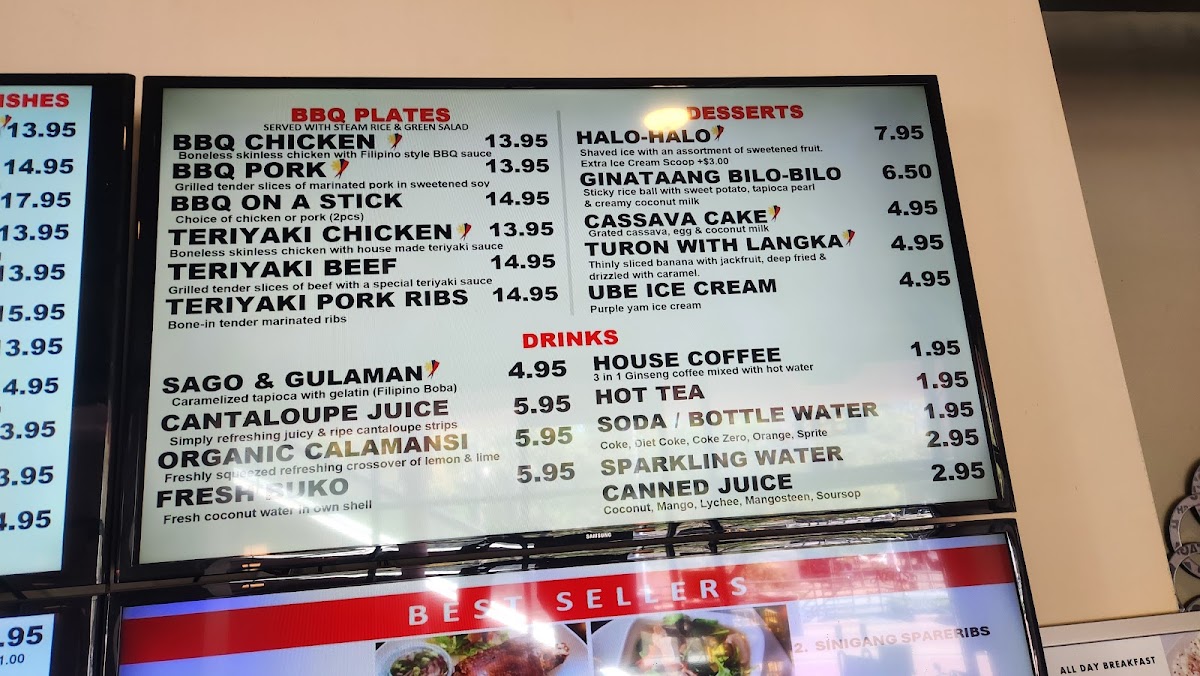 ISHES
13.95
14.95
17.95
13.95
13.95
15.95
3.95
4.95
3.95
3.95
4.95
.95
1.00
BBQ PLATES
SERVED WITH STEAM RICE & GREEN SALAD
BBQ CHICKEN 13.95
Boneless skinless chicken with Filipino style BBQ sauce
BBQ PORK 13.95
Grilled tender slices of marinated pork in sweetened soy
BBQ ON A STICK 14.95
Choice of chicken or pork (2pcs)
TERIYAKI CHICKEN 13.95
Boneless skinless chicken with house made teriyaki sauce
TERIYAKI BEEF 14.95
Grilled tender slices of beef with a special teriyaki sauce
TERIYAKI PORK RIBS 14.95
Bone-in tender marinated ribs
DESSERTS
HALO-HALO 7.95
Shaved ice with an assortment of sweetened fruit.
Extra Ice Cream Scoop +$3.00
GINATAANG BILO-BILO 6.50
Sticky rice ball with sweet potato, tapioca pearl
& creamy coconut milk
CASSAVA CAKE 4.95
Grated cassava, egg & coconut milk
TURON WITH LANGKA 4.95
Thinly sliced banana with jackfruit, deep fried &
drizzled with caramel.
UBE ICE CREAM 4.95
Purple yam ice cream
DRINKS
SAGO & GULAMAN 4.95
Caramelized tapioca with gelatin (Filipino Boba)
CANTALOUPE JUICE 5.95
Simply refreshing juicy & ripe cantaloupe strips
ORGANIC CALAMANSI 5.95
Freshly squeezed refreshing crossover of lemon & lime
FRESH BUKO 5.95
Fresh coconut water in own shell
HOUSE COFFEE 1.95
3 in 1 Ginseng coffee mixed with hot water
HOT TEA 1.95
SODA / BOTTLE WATER 1.95
Coke, Diet Coke, Coke Zero, Orange, Sprite
SPARKLING WATER 2.95
CANNED JUICE 2.95
Coconut, Mango, Lychee, Mangosteen, Soursop
SAMSUNG
BEST SELLERS
2. SINIGANG SPARERIBS
ALL DAY BREAKFAST